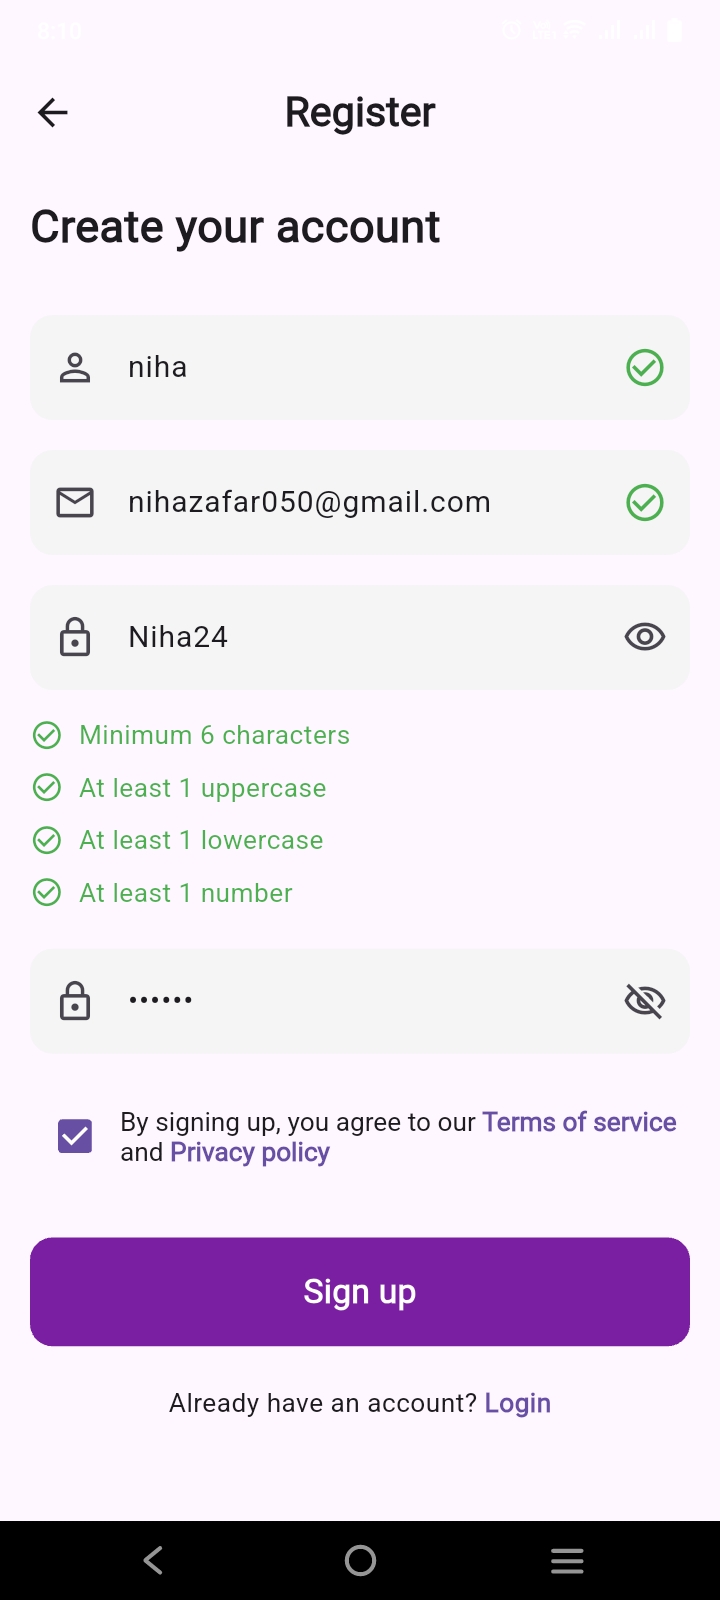 8:10
Register
Create your account
niha
nihazafar050@gmail.com
Niha24
Minimum 6 characters
At least 1 uppercase
At least 1 lowercase
At least 1 number
••••••
By signing up, you agree to our Terms of service
and Privacy policy
Sign up
Already have an account? Login